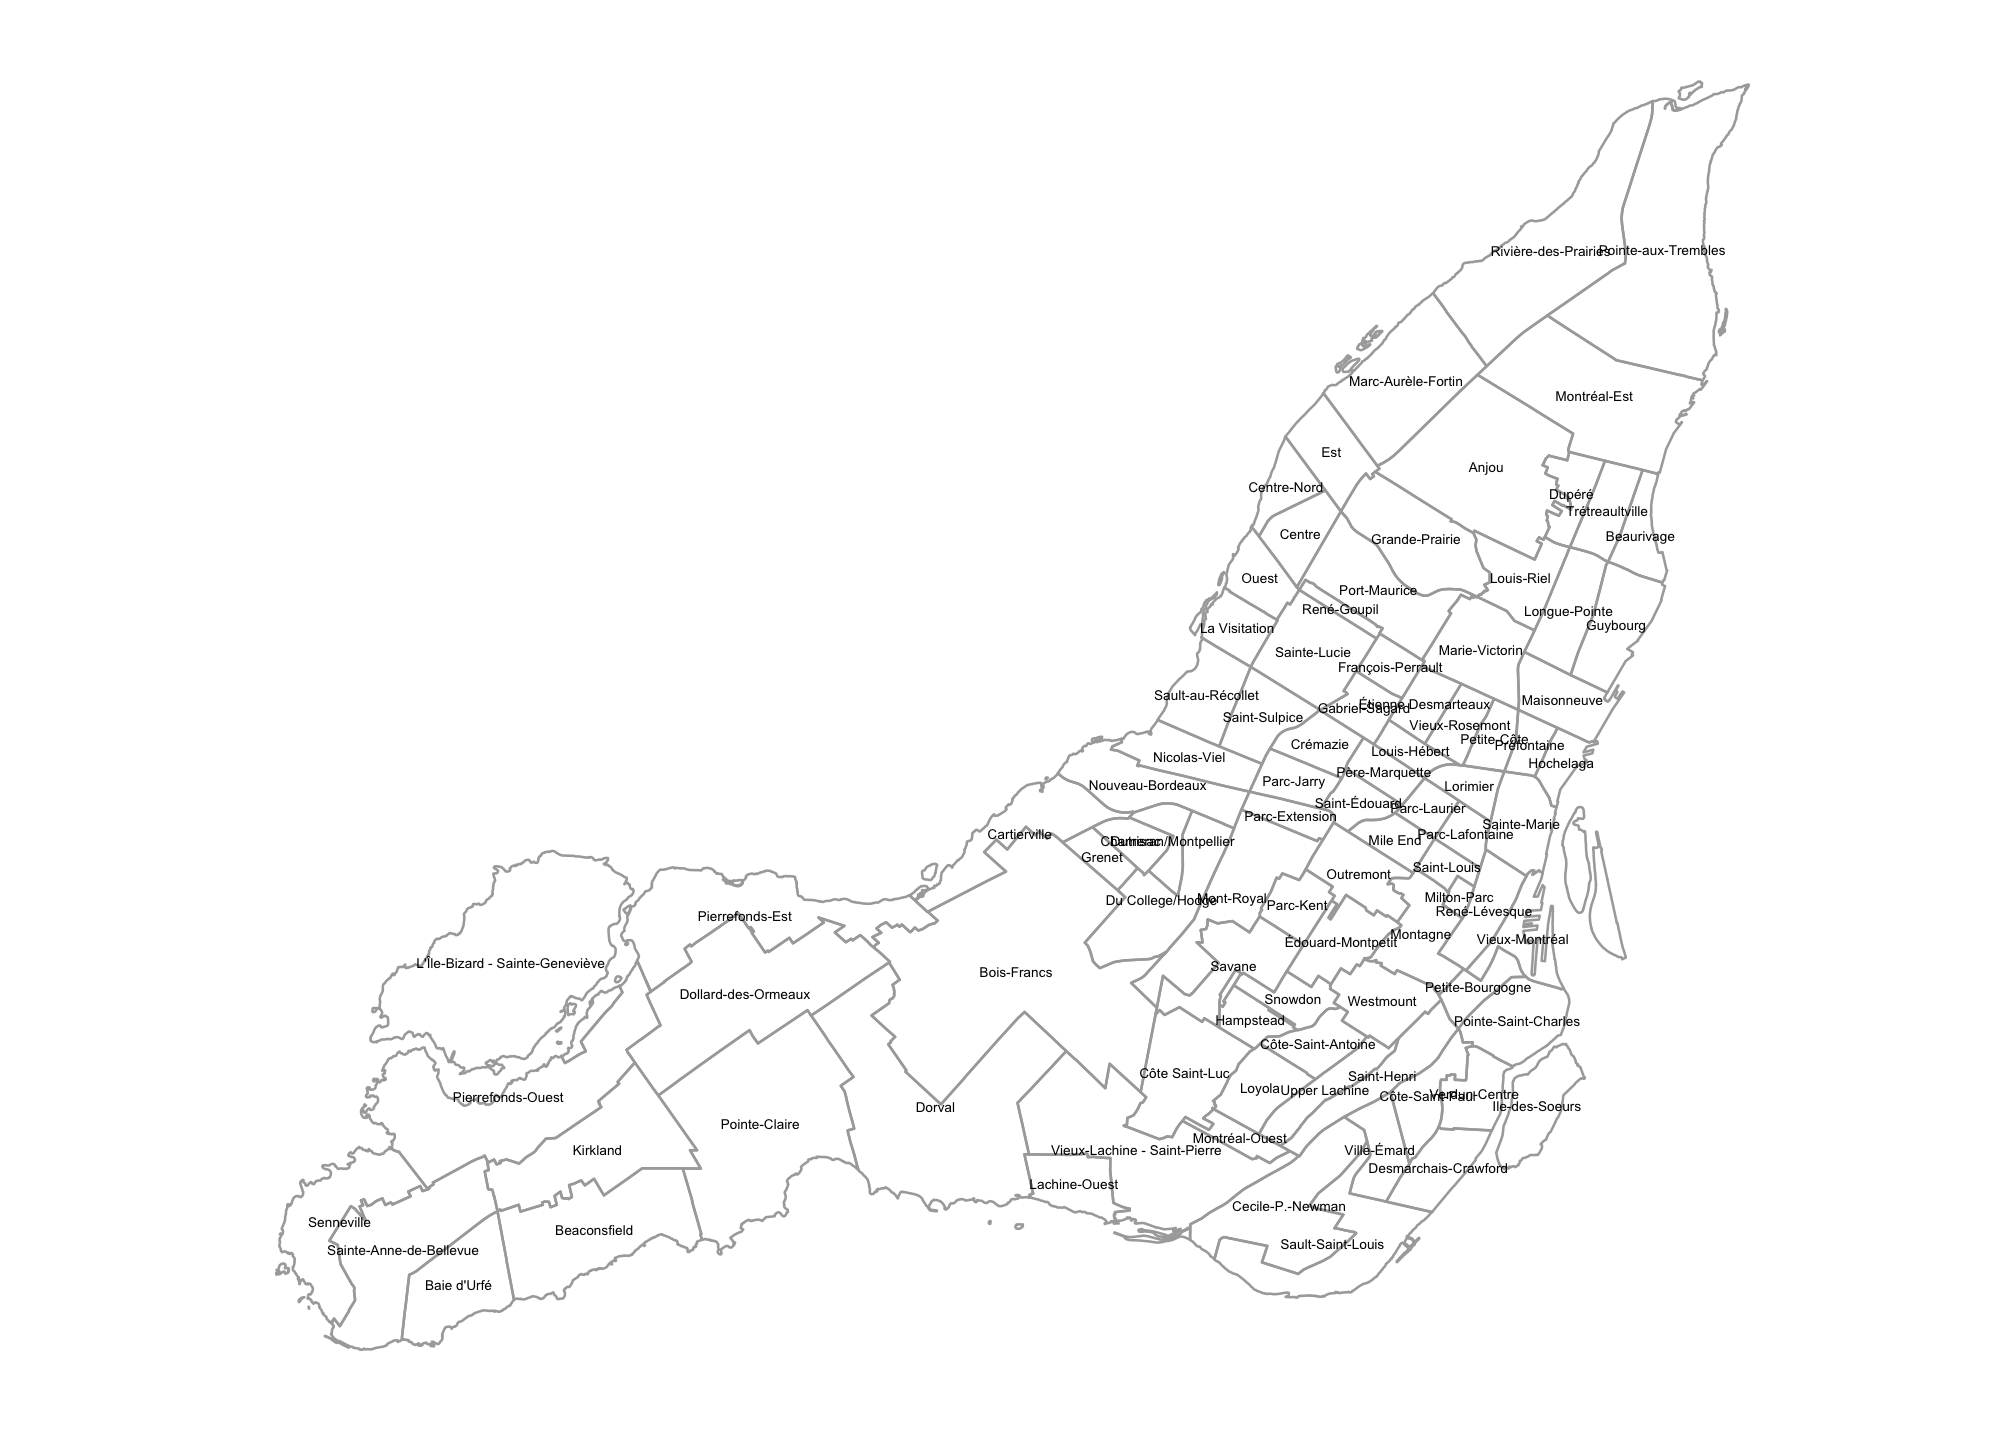 Rivière-des-Prairies
Pointe-aux-Trembles
Marc-Aurèle-Fortin
Montréal-Est
Est
Anjou
Centre-Nord
Dupéré
Trétreaultville
Centre
Grande-Prairie
Beaurivage
Ouest
Louis-Riel
Port-Maurice
René-Goupil
Longue-Pointe
Guybourg
La Visitation
Sainte-Lucie
Marie-Victorin
François-Perrault
Sault-au-Récollet
Maisonneuve
Étienne Desmarteaux
Gabriel-Sagard
Saint-Sulpice
Vieux-Rosemont
Petite-Côte
Préfontaine
Crémazie
Louis-Hébert
Nicolas-Viel
Hochelaga
Père-Marquette
Parc-Jarry
Nouveau-Bordeaux
Lorimier
Saint-Édouard
Parc-Laurier
Parc-Extension
Sainte-Marie
Cartierville
Parc-Lafontaine
Mile End
/Montpellier
Grenet
Saint-Louis
Outremont
Milton-Parc
Du College/Hodge
Mont-Royal
Parc-Kent
René-Lévesque
Pierrefonds-Est
Montagne
Vieux-Montréal
Édouard-Montpetit
L'Île-Bizard - Sainte-Geneviève
Savane
Bois-Francs
Petite-Bourgogne
Dollard-des-Ormeaux
Snowdon
Westmount
Hampstead
Pointe-Saint-Charles
Côte-Saint-Antoine
Côte Saint-Luc
Saint-Henri
Loyola
Upper Lachine
Côte-Saint-Paul
Verdun-Centre
Pierrefonds-Ouest
Dorval
Ile-des-Soeurs
Pointe-Claire
Montréal-Ouest
Kirkland
Vieux-Lachine - Saint-Pierre
Ville-Émard
Desmarchais-Crawford
Lachine-Ouest
Cecile-P.-Newman
Senneville
Beaconsfield
Sault-Saint-Louis
Sainte-Anne-de-Bellevue
Baie d'Urfé